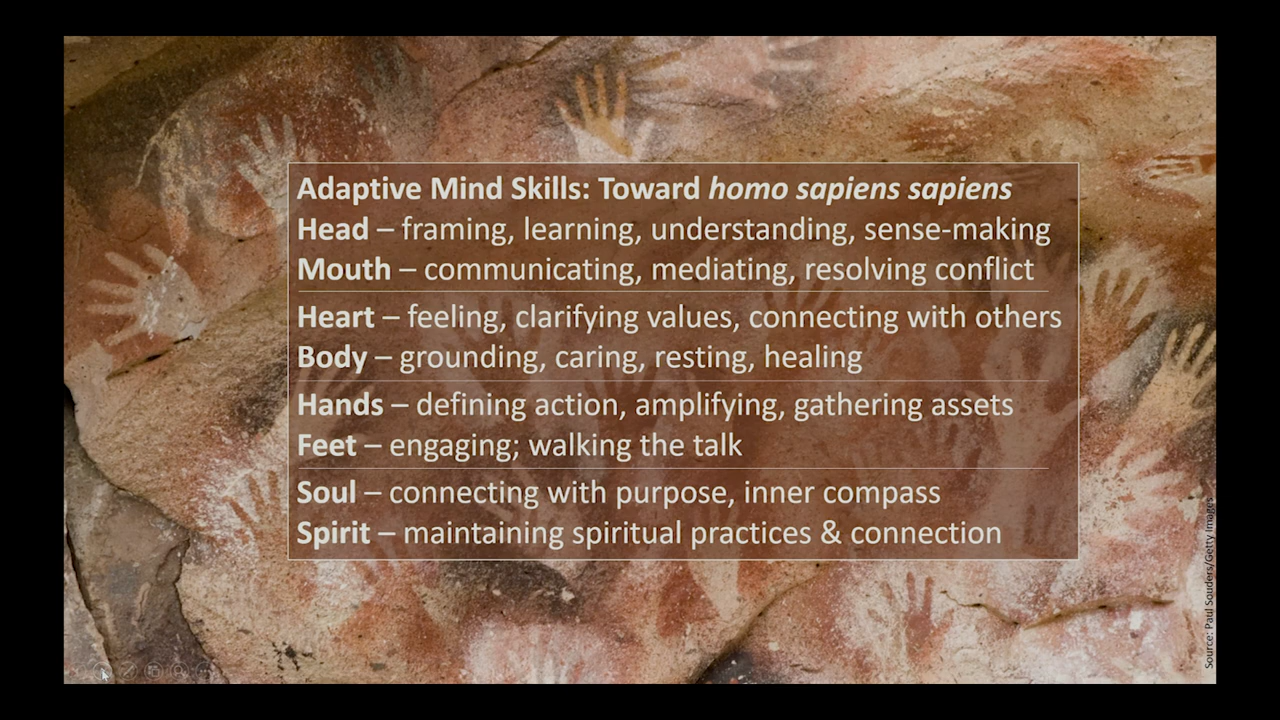 Adaptive Mind Skills: Toward homo sapiens sapiens
Head – framing, learning, understanding, sense-making
Mouth – communicating, mediating, resolving conflict
Heart – feeling, clarifying values, connecting with others
Body – grounding, caring, resting, healing
Hands – defining action, amplifying, gathering assets
Feet – engaging; walking the talk
Soul – connecting with purpose, inner compass
Spirit – maintaining spiritual practices & connection
Source: Paul Souders/Getty Images